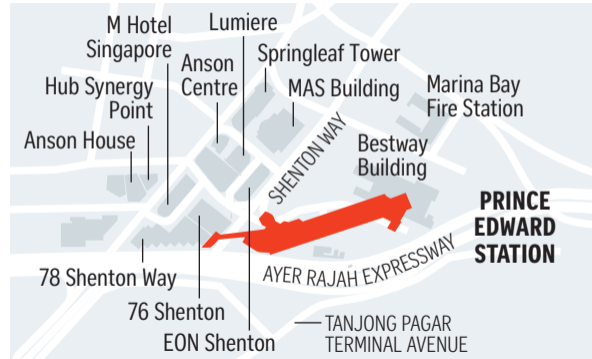 M Hotel
Singapore
Lumiere
Springleaf Tower
Anson
Centre
MAS Building
Hub Synergy
Point
Marina Bay
Fire Station
Anson House
SHENTON WAY
Bestway
Building
PRINCE
EDWARD
STATION
AYER RAJAH EXPRESSWAY
78 Shenton Way
76 Shenton
EON Shenton
TANJONG PAGAR
TERMINAL AVENUE